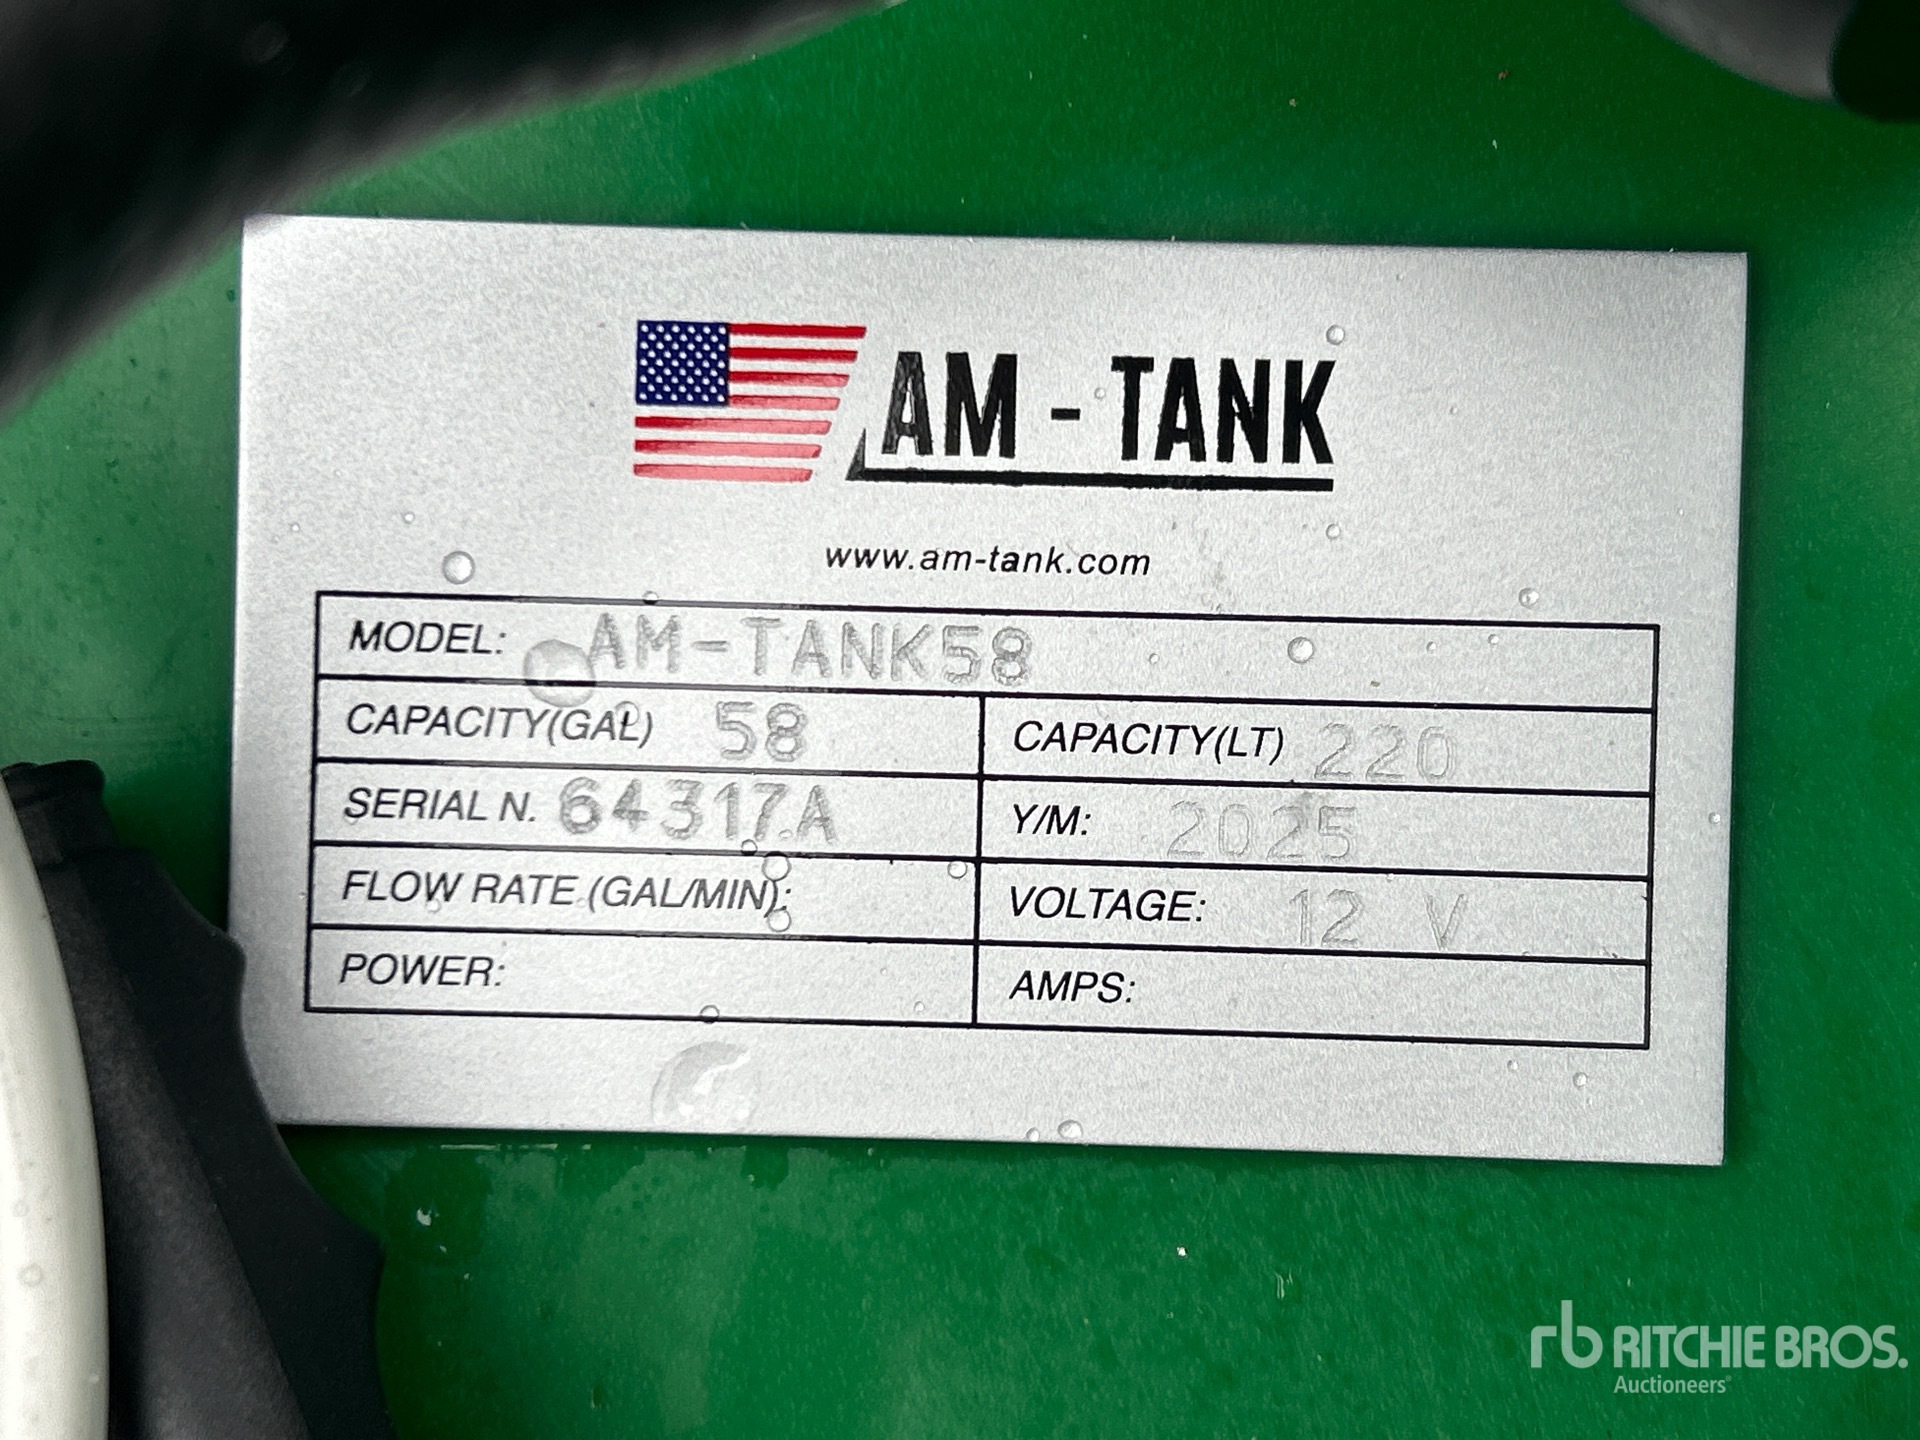 AM - TANK
www.am-tank.com
MODEL: AM-TANK58
CAPACITY(GAL) 58 CAPACITY(LT) 220
SERIAL N. 64317A Y/M: 2025
FLOW RATE (GAL/MIN): VOLTAGE: 12 V
POWER: AMPS:
rb RITCHIE BROS.
Auctioneers